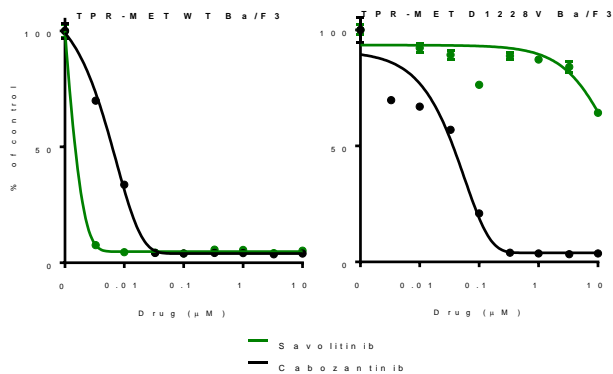 TPR-MET WT Ba/F3
TPR-MET D1228V Ba/F3
% of control
100
50
0
0 0.01 0.1 1 10
Drug (μM)
100
50
0
0 0.01 0.1 1 10
Drug (μM)
Savolitinib
Cabozantinib